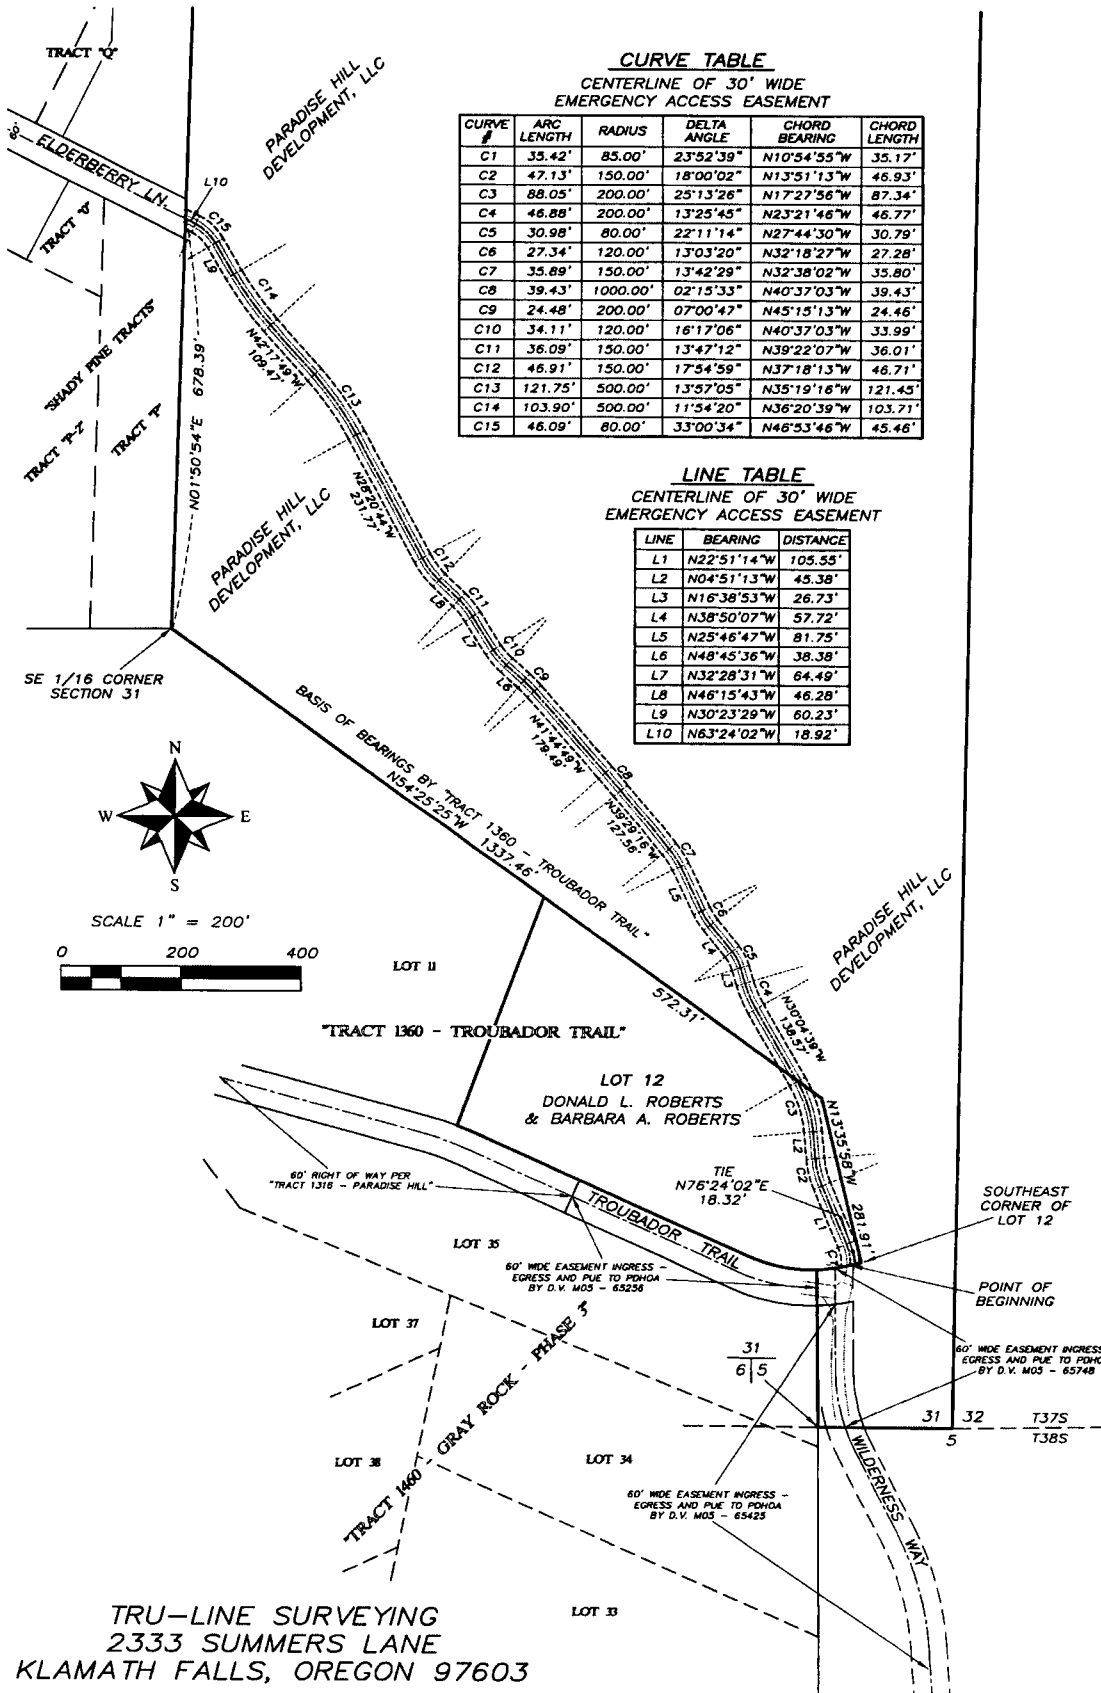 TRACT "Q"
PARADISE HILL
DEVELOPMENT, LLC
60'
ELDERBERRY LN.
L10
C15
TRACT "O"
L9
C14
"SHADY PINE TRACTS"
TRACT "P-2"
TRACT "P"
N01°50'54"E 678.39'
N42°17'49"W
109.47'
C13
N28°20'44"W
231.77'
PARADISE HILL
DEVELOPMENT, LLC
CURVE TABLE
CENTERLINE OF 30' WIDE
EMERGENCY ACCESS EASEMENT
CURVE # ARC LENGTH RADIUS DELTA ANGLE CHORD BEARING CHORD LENGTH
C1 35.42' 85.00' 23°52'39" N10°54'55"W 35.17'
C2 47.13' 150.00' 18°00'02" N13°51'13"W 46.93'
C3 88.05' 200.00' 25°13'26" N17°27'56"W 87.34'
C4 46.88' 200.00' 13°25'45" N23°21'46"W 46.77'
C5 30.98' 80.00' 22°11'14" N27°44'30"W 30.79'
C6 27.34' 120.00' 13°03'20" N32°18'27"W 27.28'
C7 35.89' 150.00' 13°42'29" N32°38'02"W 35.80'
C8 39.43' 1000.00' 02°15'33" N40°37'03"W 39.43'
C9 24.48' 200.00' 07°00'47" N45°15'13"W 24.46'
C10 34.11' 120.00' 16°17'06" N40°37'03"W 33.99'
C11 36.09' 150.00' 13°47'12" N39°22'07"W 36.01'
C12 46.91' 150.00' 17°54'59" N37°18'13"W 46.71'
C13 121.75' 500.00' 13°57'05" N35°19'16"W 121.45'
C14 103.90' 500.00' 11°54'20" N36°20'39"W 103.71'
C15 46.09' 80.00' 33°00'34" N46°53'46"W 45.46'
LINE TABLE
CENTERLINE OF 30' WIDE
EMERGENCY ACCESS EASEMENT
LINE BEARING DISTANCE
L1 N22°51'14"W 105.55'
L2 N04°51'13"W 45.38'
L3 N16°38'53"W 26.73'
L4 N38°50'07"W 57.72'
L5 N25°46'47"W 81.75'
L6 N48°45'36"W 38.38'
L7 N32°28'31"W 64.49'
L8 N46°15'43"W 46.28'
L9 N30°23'29"W 60.23'
L10 N63°24'02"W 18.92'
C12
L8
C11
L7
C10
L6
C9
SE 1/16 CORNER
SECTION 31
BASIS OF BEARINGS BY "TRACT 1360 - TROUBADOR TRAIL"
N54°25'25"W 1337.46'
N41°44'49"W
179.49'
C8
N39°29'16"W
127.56'
C7
L5
C6
L4
C5
L3
C4
N
W E
S
SCALE 1" = 200'
0 200 400
PARADISE HILL
DEVELOPMENT, LLC
LOT 11
572.31'
N30°04'39"W
138.57'
"TRACT 1360 - TROUBADOR TRAIL"
LOT 12
DONALD L. ROBERTS
& BARBARA A. ROBERTS
C3
L2
C2
L1
C1
N13°35'58"W 281.91'
TIE
N76°24'02"E
18.32'
60' RIGHT OF WAY PER
"TRACT 1316 - PARADISE HILL"
TROUBADOR TRAIL
SOUTHEAST
CORNER OF
LOT 12
LOT 35
60' WIDE EASEMENT INGRESS -
EGRESS AND PUE TO PDHOA
BY D.V. M05 - 65256
POINT OF
BEGINNING
LOT 37
31
6 5
60' WIDE EASEMENT INGRESS
EGRESS AND PUE TO PDHO
BY D.V. M05 - 65748
"TRACT 1460 - GRAY ROCK - PHASE 3"
31 32 T37S
5 T38S
LOT 38
LOT 34
60' WIDE EASEMENT INGRESS -
EGRESS AND PUE TO PDHOA
BY D.V. M05 - 65425
WILDERNESS WAY
LOT 33
TRU-LINE SURVEYING
2333 SUMMERS LANE
KLAMATH FALLS, OREGON 97603